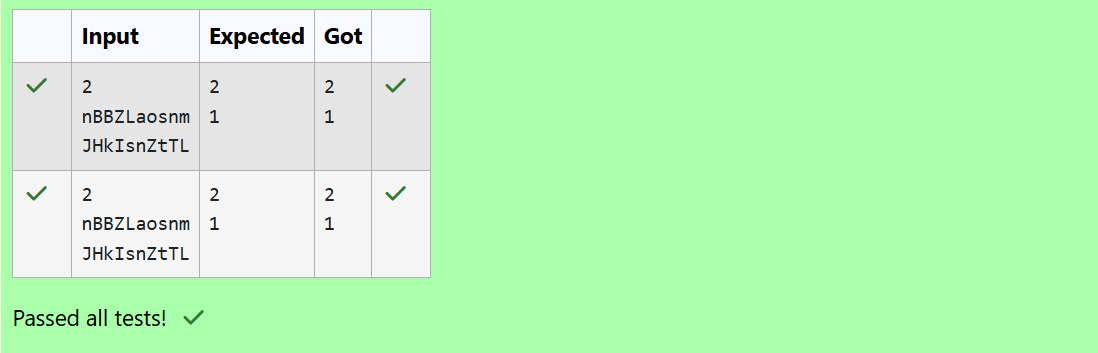 Input Expected Got
2 2 2
nBBZLaosnm 1 1
JHkIsnZtTL
2 2 2
nBBZLaosnm 1 1
JHkIsnZtTL
Passed all tests!